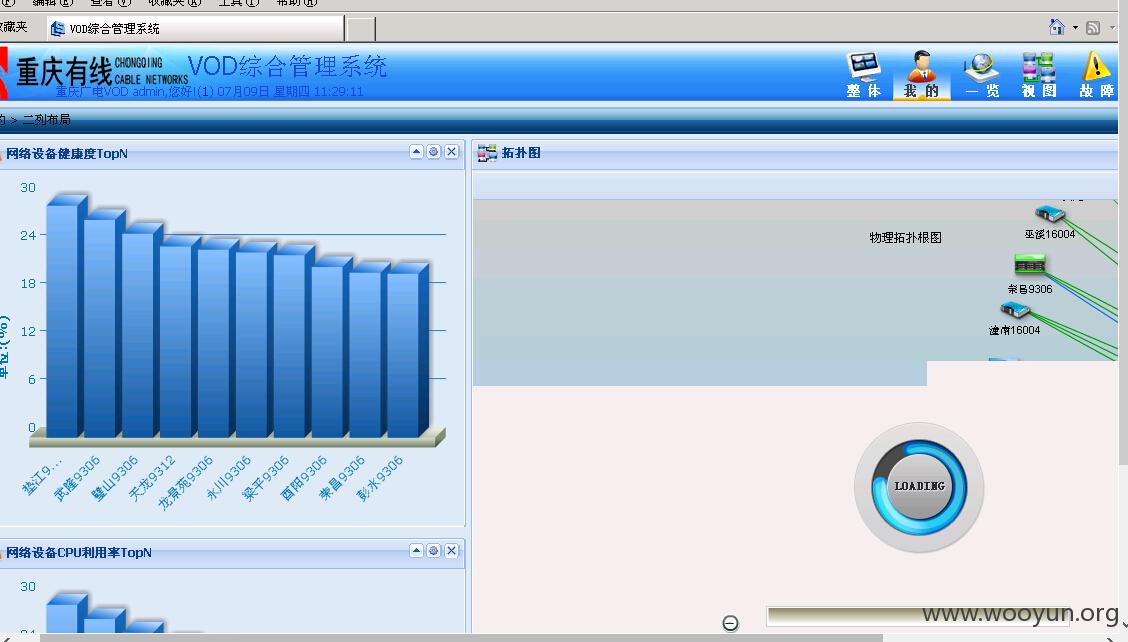 编辑(E) 查看(V) 收藏夹(A) 工具(T) 帮助(H)
收藏夹 VOD综合管理系统
重庆有线 CHONGQING CABLE NETWORKS VOD综合管理系统
重庆广电VOD admin,您好!(1) 07月09日 星期四 11:29:11
整体 我的 一览 视图 故障
的 > 二列布局
网络设备健康度TopN
拓扑图
30
24
18
12
6
0
单位:(%)
垫江9...
武隆9306
璧山9306
天龙9312
龙景苑9306
永川9306
梁平9306
酉阳9306
荣昌9306
彭水9306
物理拓扑根图
巫溪16004
荣昌9306
潼南16004
LOADING
网络设备CPU利用率TopN
30
24
www.wooyun.org